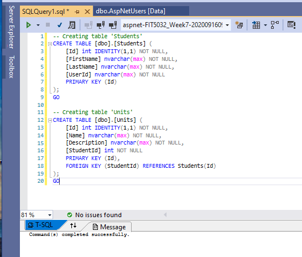 SQLQuery1.sql *
dbo.AspNetUsers [Data]
aspnet-FIT5032_Week7-2020091609
Server Explorer
Toolbox
1 -- Creating table 'Students'
2 CREATE TABLE [dbo].[Students] (
3 [Id] int IDENTITY(1,1) NOT NULL,
4 [FirstName] nvarchar(max) NOT NULL,
5 [LastName] nvarchar(max) NOT NULL,
6 [UserId] nvarchar(max) NOT NULL
7 PRIMARY KEY (Id)
8 );
9 GO
10
11 -- Creating table 'Units'
12 CREATE TABLE [dbo].[Units] (
13 [Id] int IDENTITY(1,1) NOT NULL,
14 [Name] nvarchar(max) NOT NULL,
15 [Description] nvarchar(max) NOT NULL,
16 [StudentId] int NOT NULL
17 PRIMARY KEY (Id),
18 FOREIGN KEY (StudentId) REFERENCES Students(Id)
19 );
20 GO
81 % No issues found
T-SQL Message
Command(s) completed successfully.